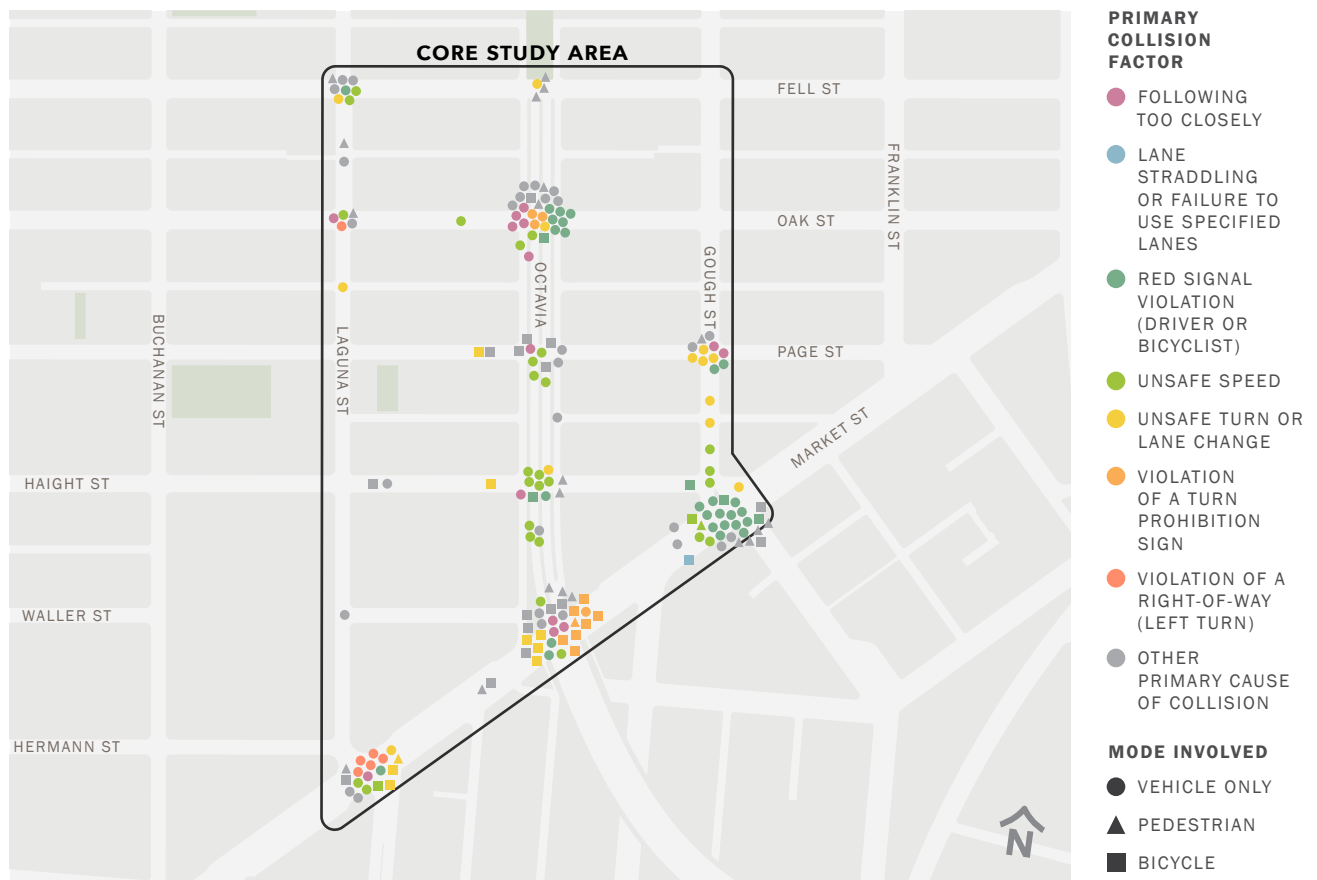 CORE STUDY AREA
FELL ST
FRANKLIN ST
OAK ST
GOUGH ST
OCTAVIA
BUCHANAN ST
LAGUNA ST
PAGE ST
MARKET ST
HAIGHT ST
WALLER ST
HERMANN ST
N
PRIMARY
COLLISION
FACTOR
FOLLOWING
TOO CLOSELY
LANE
STRADDLING
OR FAILURE TO
USE SPECIFIED
LANES
RED SIGNAL
VIOLATION
(DRIVER OR
BICYCLIST)
UNSAFE SPEED
UNSAFE TURN OR
LANE CHANGE
VIOLATION
OF A TURN
PROHIBITION
SIGN
VIOLATION OF A
RIGHT-OF-WAY
(LEFT TURN)
OTHER
PRIMARY CAUSE
OF COLLISION
MODE INVOLVED
VEHICLE ONLY
PEDESTRIAN
BICYCLE